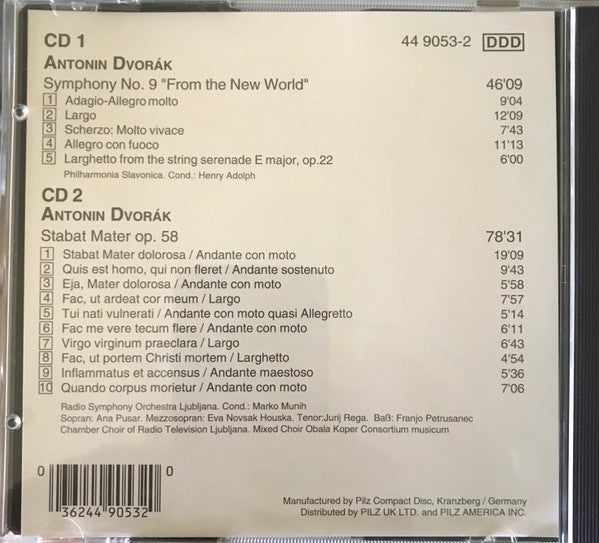 CD 1 44 9053-2 DDD
ANTONIN DVOŘÁK
Symphony No. 9 "From the New World" 46'09
1 Adagio-Allegro molto 9'04
2 Largo 12'09
3 Scherzo: Molto vivace 7'43
4 Allegro con fuoco 11'13
5 Larghetto from the string serenade E major, op.22 6'00
Philharmonia Slavonica. Cond.: Henry Adolph
CD 2
ANTONIN DVOŘÁK
Stabat Mater op. 58 78'31
1 Stabat Mater dolorosa / Andante con moto 19'09
2 Quis est homo, qui non fleret / Andante sostenuto 9'43
3 Eja, Mater dolorosa / Andante con moto 5'58
4 Fac, ut ardeat cor meum / Largo 7'57
5 Tui nati vulnerati / Andante con moto quasi Allegretto 5'14
6 Fac me vere tecum flere / Andante con moto 6'11
7 Virgo virginum praeclara / Largo 6'43
8 Fac, ut portem Christi mortem / Larghetto 4'54
9 Inflammatus et accensus / Andante maestoso 5'36
10 Quando corpus morietur / Andante con moto 7'06
Radio Symphony Orchestra Ljubljana. Cond.: Marko Munih
Sopran: Ana Pusar. Mezzosopran: Eva Novsak Houska. Tenor:Jurij Rega. Baß: Franjo Petrusanec
Chamber Choir of Radio Television Ljubljana. Mixed Choir Obala Koper Consortium musicum
0 36244 90532 0
Manufactured by Pilz Compact Disc, Kranzberg / Germany
Distributed by PILZ UK LTD. and PILZ AMERICA INC.